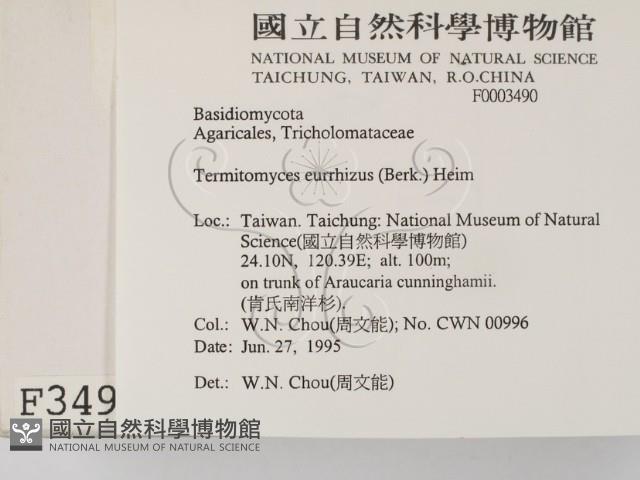 國立自然科學博物館
NATIONAL MUSEUM OF NATURAL SCIENCE
TAICHUNG, TAIWAN, R.O.CHINA
F0003490
Basidiomycota
Agaricales, Tricholomataceae
Termitomyces eurrhizus (Berk.) Heim
Loc.: Taiwan. Taichung: National Museum of Natural
Science(國立自然科學博物館)
24.10N, 120.39E; alt. 100m;
on trunk of Araucaria cunninghamii.
(肯氏南洋杉).
Col.: W.N. Chou(周文能); No. CWN 00996
Date: Jun. 27, 1995
Det.: W.N. Chou(周文能)
F349
國立自然科學博物館
NATIONAL MUSEUM OF NATURAL SCIENCE